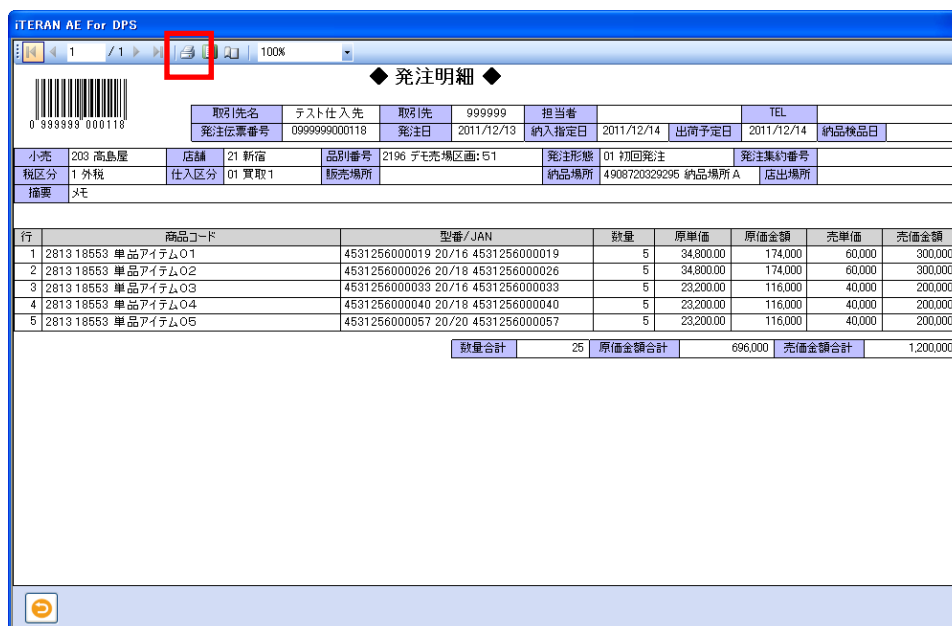 iTERAN AE For DPS
1 / 1 100%
◆ 発注明細 ◆
0 999999 000118
取引先名 テスト仕入先 取引先 999999 担当者 TEL
発注伝票番号 0999999000118 発注日 2011/12/13 納入指定日 2011/12/14 出荷予定日 2011/12/14 納品検品日
小売 203 高島屋 店舗 21 新宿 品別番号 2196 デモ売場区画:51 発注形態 01 初回発注 発注集約番号
税区分 1 外税 仕入区分 01 買取1 販売場所 納品場所 4908720329295 納品場所A 店出場所
摘要 メモ
行 商品コード 型番/JAN 数量 原単価 原価金額 売単価 売価金額
1 2813 18553 単品アイテム01 4531256000019 20/16 4531256000019 5 34,800.00 174,000 60,000 300,000
2 2813 18553 単品アイテム02 4531256000026 20/18 4531256000026 5 34,800.00 174,000 60,000 300,000
3 2813 18553 単品アイテム03 4531256000033 20/16 4531256000033 5 23,200.00 116,000 40,000 200,000
4 2813 18553 単品アイテム04 4531256000040 20/18 4531256000040 5 23,200.00 116,000 40,000 200,000
5 2813 18553 単品アイテム05 4531256000057 20/20 4531256000057 5 23,200.00 116,000 40,000 200,000
数量合計 25 原価金額合計 696,000 売価金額合計 1,200,000